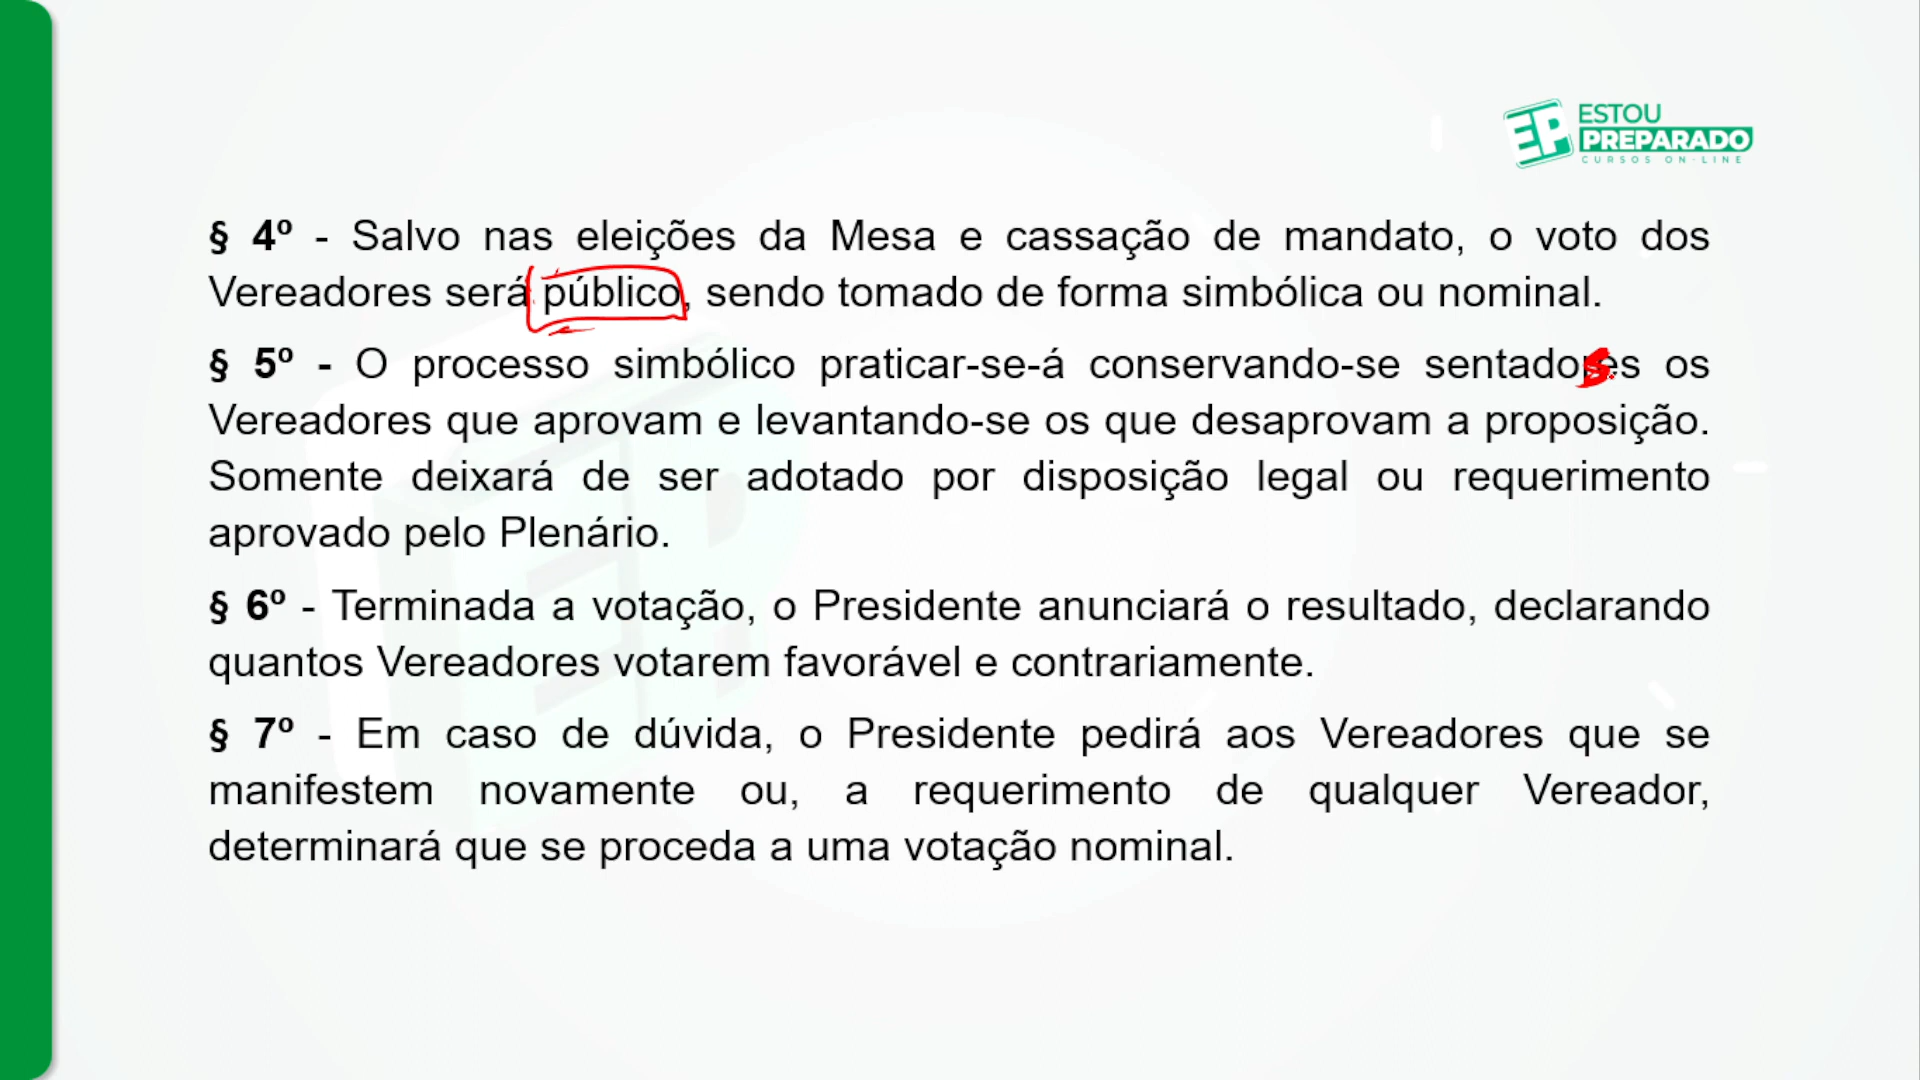 ESTOU
EP PREPARADO
CURSOS ON-LINE
§ 4º - Salvo nas eleições da Mesa e cassação de mandato, o voto dos
Vereadores será público, sendo tomado de forma simbólica ou nominal.
§ 5º - O processo simbólico praticar-se-á conservando-se sentadores os
Vereadores que aprovam e levantando-se os que desaprovam a proposição.
Somente deixará de ser adotado por disposição legal ou requerimento
aprovado pelo Plenário.
§ 6º - Terminada a votação, o Presidente anunciará o resultado, declarando
quantos Vereadores votarem favorável e contrariamente.
§ 7º - Em caso de dúvida, o Presidente pedirá aos Vereadores que se
manifestem novamente ou, a requerimento de qualquer Vereador,
determinará que se proceda a uma votação nominal.